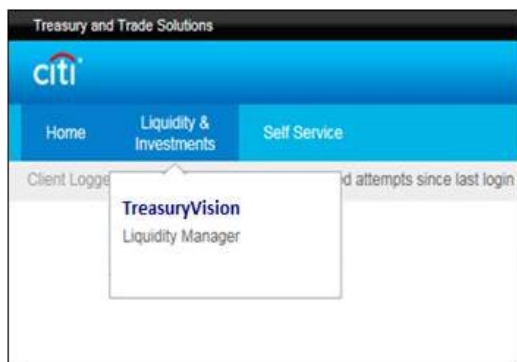 Treasury and Trade Solutions
citi
Home
Liquidity &
Investments
Self Service
Client Logge
d attempts since last login
TreasuryVision
Liquidity Manager